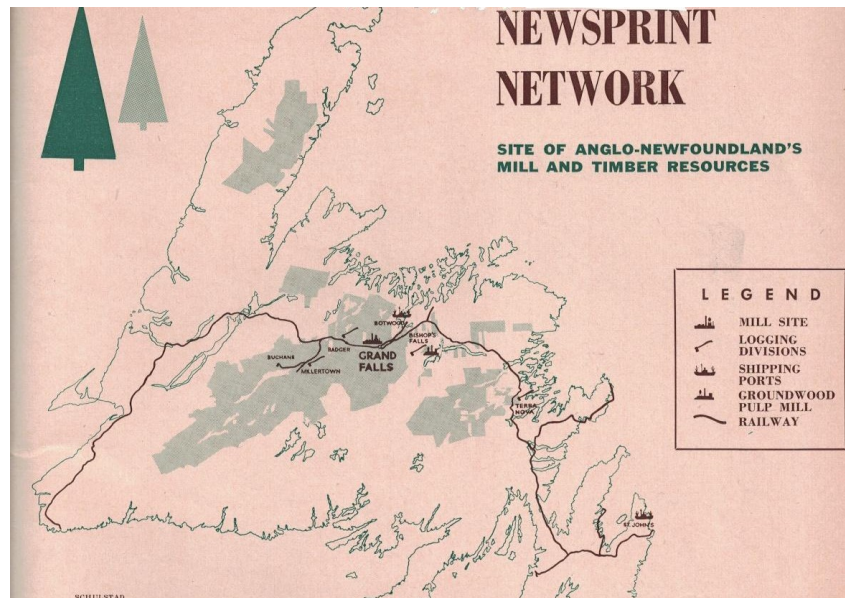 NEWSPRINT
NETWORK
SITE OF ANGLO-NEWFOUNDLAND'S
MILL AND TIMBER RESOURCES
LEGEND
MILL SITE
LOGGING
DIVISIONS
SHIPPING
PORTS
GROUNDWOOD
PULP MILL
RAILWAY
BOTWOOD
BISHOP'S
FALLS
BADGER
GRAND
FALLS
BUCHANS
MILLERTOWN
TERRA
NOVA
ST. JOHN'S